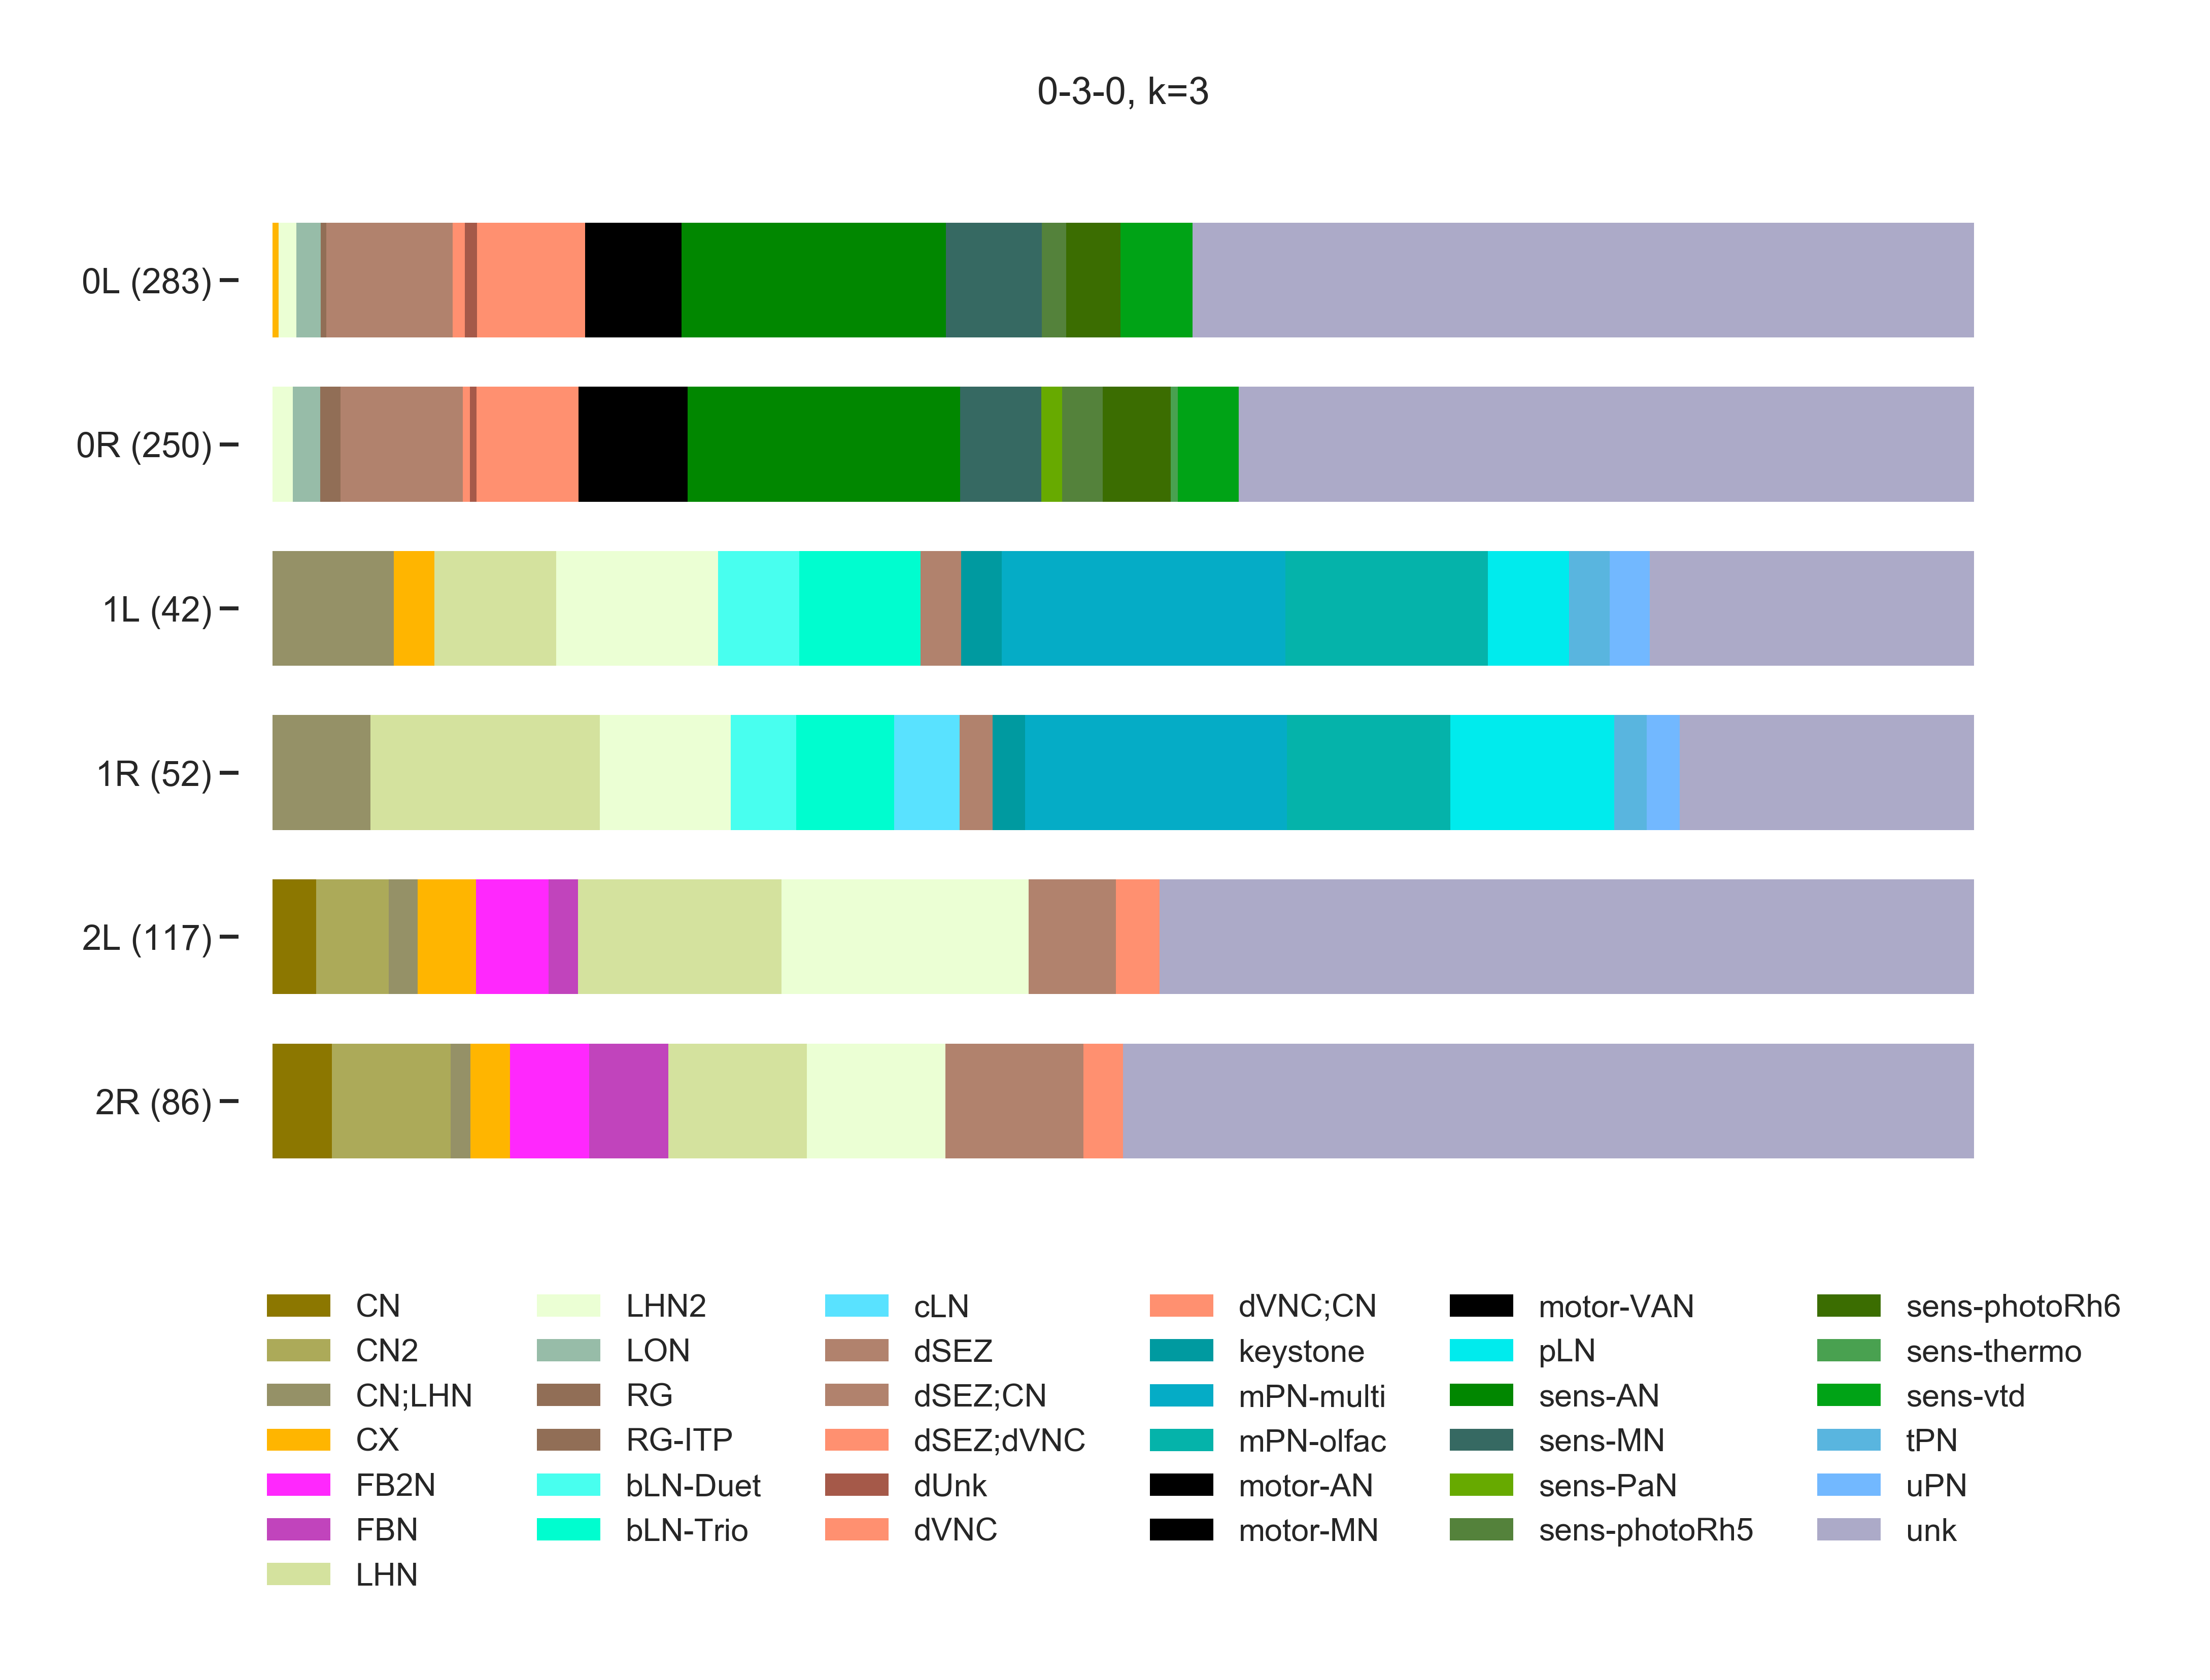 0-3-0, k=3
0L (283)
0R (250)
1L (42)
1R (52)
2L (117)
2R (86)
CN
CN2
CN;LHN
CX
FB2N
FBN
LHN
LHN2
LON
RG
RG-ITP
bLN-Duet
bLN-Trio
cLN
dSEZ
dSEZ;CN
dSEZ;dVNC
dUnk
dVNC
dVNC;CN
keystone
mPN-multi
mPN-olfac
motor-AN
motor-MN
motor-VAN
pLN
sens-AN
sens-MN
sens-PaN
sens-photoRh5
sens-photoRh6
sens-thermo
sens-vtd
tPN
uPN
unk